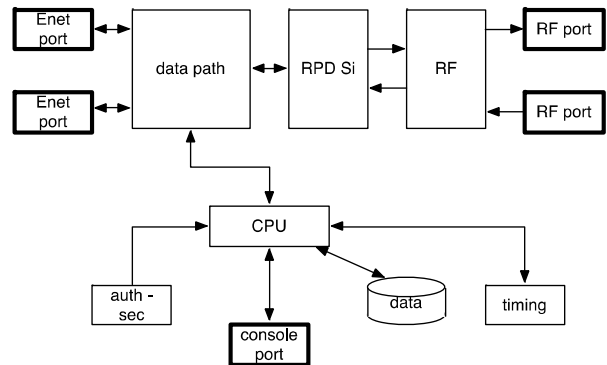 Enet
port
data path
RPD Si
RF
RF port
Enet
port
RF port
CPU
auth -
sec
data
timing
console
port